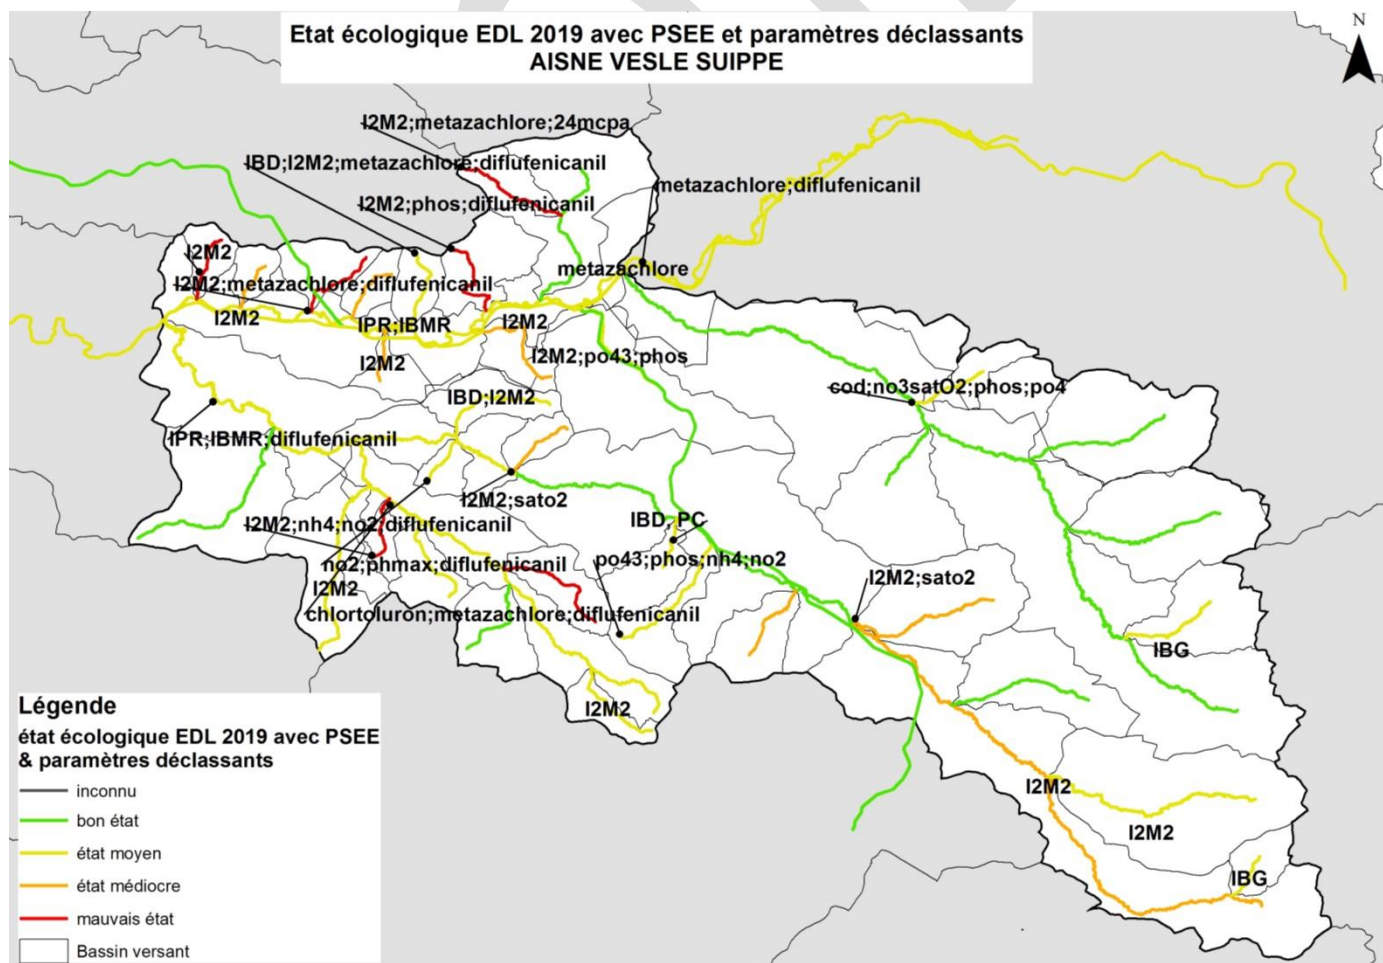 Etat écologique EDL 2019 avec PSEE et paramètres déclassants
AISNE VESLE SUIPPE
N
I2M2;metazachlore;24mcpa
IBD;I2M2;metazachlore;diflufenicanil
metazachlore;diflufenicanil
I2M2;phos;diflufenicanil
I2M2
metazachlore
I2M2;metazachlore;diflufenicanil
I2M2
IPR;IBMR
I2M2
I2M2
I2M2;po43;phos
cod;no3satO2;phos;po4
IBD;I2M2
IPR;IBMR;diflufenicanil
I2M2;sato2
I2M2;nh4;no2;diflufenicanil
IBD, PC
no2;phmax;diflufenicanil
po43;phos;nh4;no2
I2M2;sato2
I2M2
chlortoluron;metazachlore;diflufenicanil
IBG
I2M2
I2M2
I2M2
IBG
Légende
état écologique EDL 2019 avec PSEE
& paramètres déclassants
inconnu
bon état
état moyen
état médiocre
mauvais état
Bassin versant